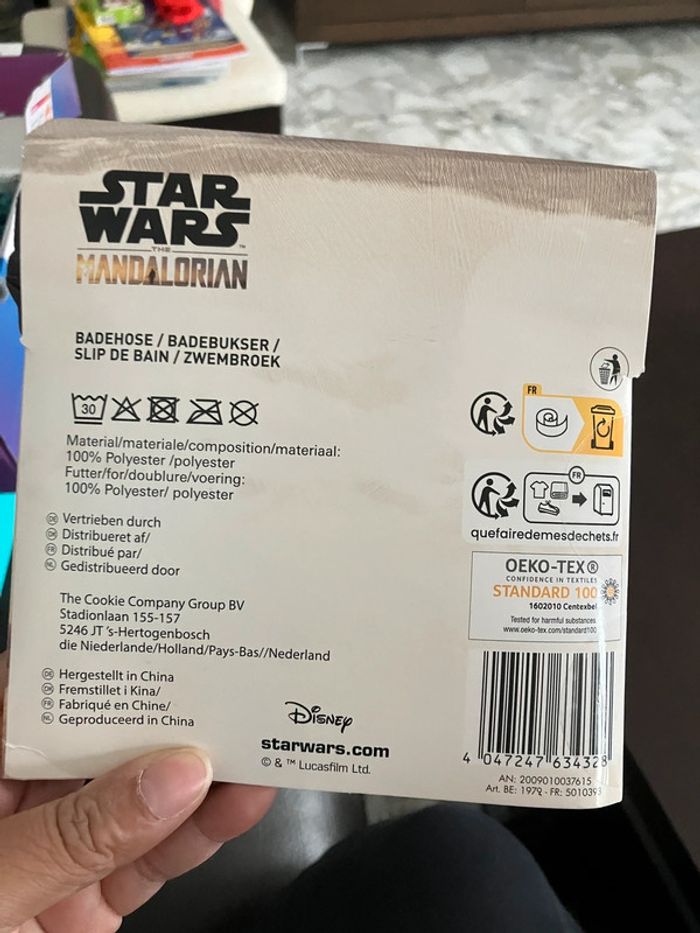 STAR
WARS
THE
MANDALORIAN
BADEHOSE / BADEBUKSER /
SLIP DE BAIN / ZWEMBROEK
30
Material/materiale/composition/materiaal:
100% Polyester /polyester
Futter/for/doublure/voering:
100% Polyester/ polyester
DE Vertrieben durch
DK Distribueret af/
FR Distribué par/
NL Gedistribueerd door
The Cookie Company Group BV
Stadionlaan 155-157
5246 JT 's-Hertogenbosch
die Niederlande/Holland/Pays-Bas//Nederland
DE Hergestellt in China
DK Fremstillet i Kina/
FR Fabriqué en Chine/
NL Geproduceerd in China
Disney
starwars.com
© & ™ Lucasfilm Ltd.
FR
FR
quefairedemesdechets.fr
OEKO-TEX®
CONFIDENCE IN TEXTILES
STANDARD 100
1602010 Centexbel
Tested for harmful substances
www.oeko-tex.com/standard100
4 047247 634328
AN: 2009010037615
Art. BE: 1979 - FR: 5010393